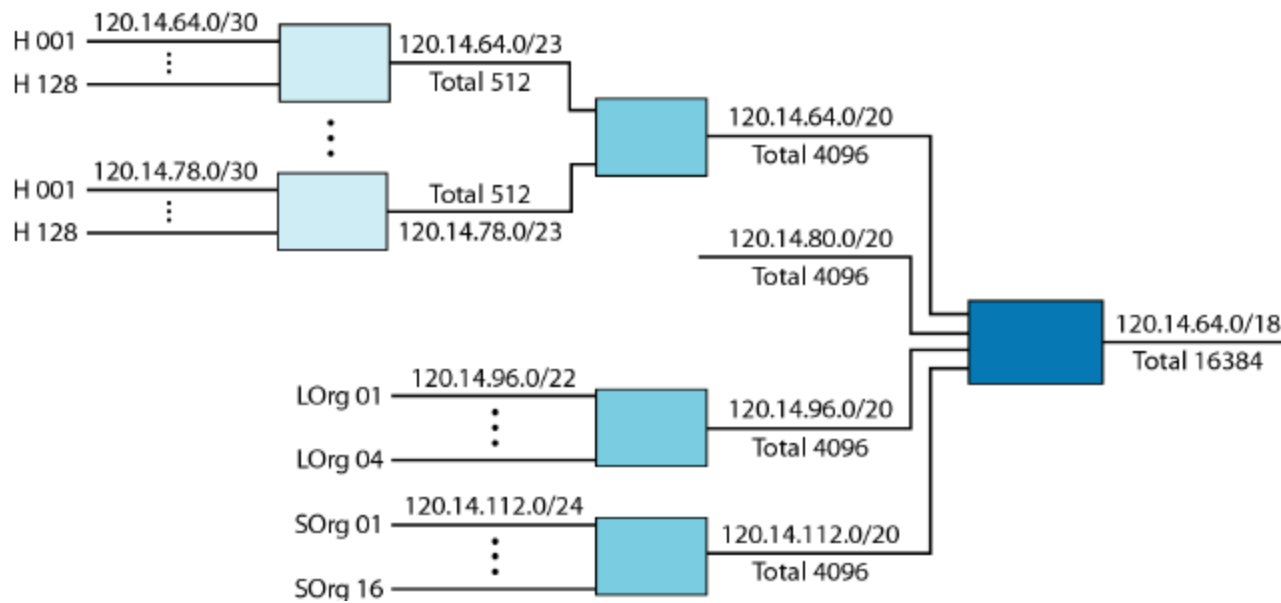 120.14.64.0/30
H 001
H 128
120.14.64.0/23
Total 512
120.14.78.0/30
H 001
H 128
Total 512
120.14.78.0/23
120.14.64.0/20
Total 4096
120.14.80.0/20
Total 4096
120.14.64.0/18
Total 16384
120.14.96.0/22
LOrg 01
LOrg 04
120.14.96.0/20
Total 4096
120.14.112.0/24
SOrg 01
SOrg 16
120.14.112.0/20
Total 4096